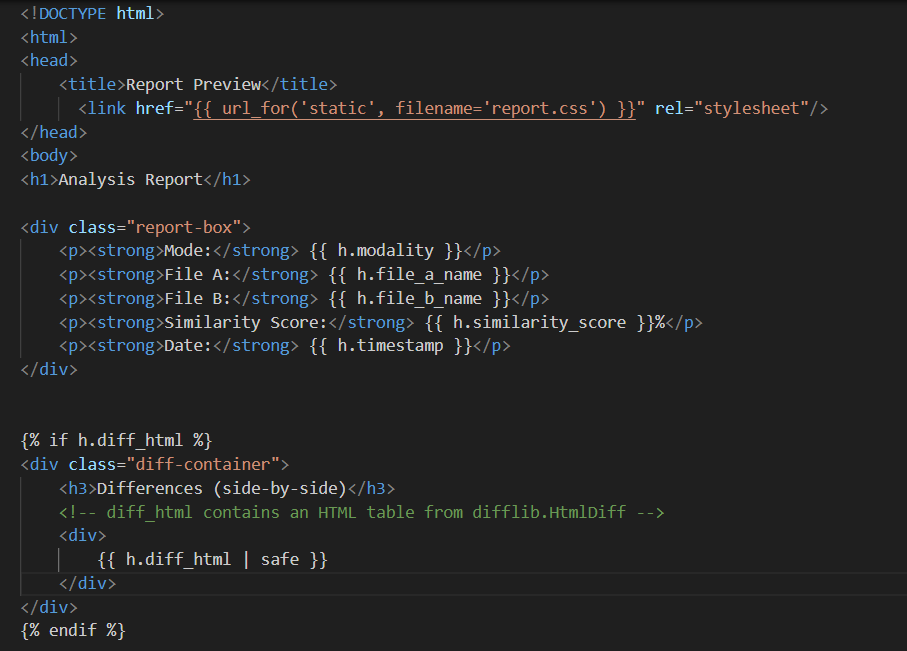 <!DOCTYPE html>
<html>
<head>
    <title>Report Preview</title>
      <link href="{{ url_for('static', filename='report.css') }}" rel="stylesheet"/>
</head>
<body>
<h1>Analysis Report</h1>

<div class="report-box">
    <p><strong>Mode:</strong> {{ h.modality }}</p>
    <p><strong>File A:</strong> {{ h.file_a_name }}</p>
    <p><strong>File B:</strong> {{ h.file_b_name }}</p>
    <p><strong>Similarity Score:</strong> {{ h.similarity_score }}%</p>
    <p><strong>Date:</strong> {{ h.timestamp }}</p>
</div>


{% if h.diff_html %}
<div class="diff-container">
    <h3>Differences (side-by-side)</h3>
    <!-- diff_html contains an HTML table from difflib.HtmlDiff -->
    <div>
        {{ h.diff_html | safe }}
    </div>
</div>
{% endif %}